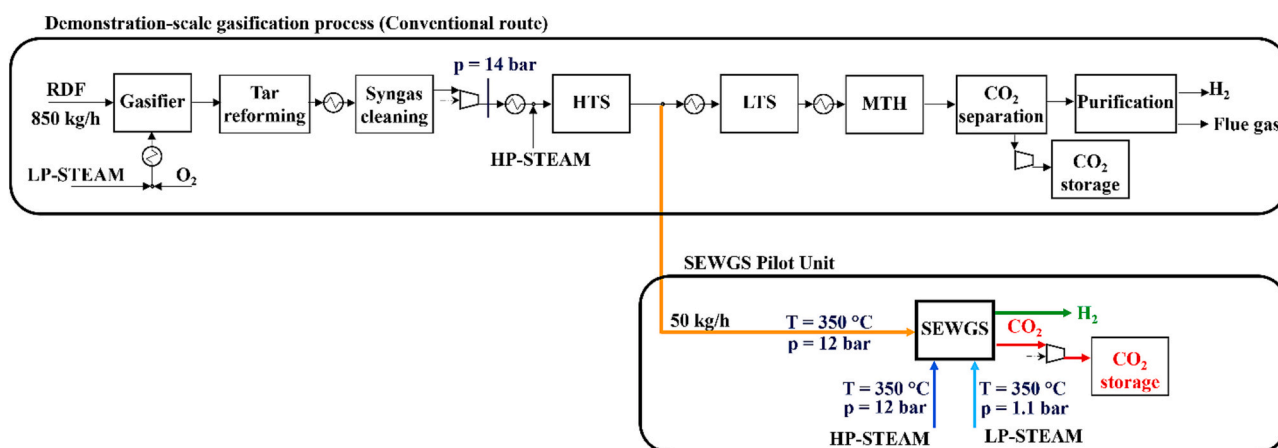 Demonstration-scale gasification process (Conventional route)
p = 14 bar
RDF
850 kg/h
Gasifier
Tar
reforming
Syngas
cleaning
HTS
LTS
MTH
CO2
separation
Purification
H2
Flue gas
HP-STEAM
LP-STEAM
O2
CO2
storage
SEWGS Pilot Unit
50 kg/h
T = 350 °C
p = 12 bar
SEWGS
H2
CO2
CO2
storage
T = 350 °C
p = 12 bar
HP-STEAM
T = 350 °C
p = 1.1 bar
LP-STEAM